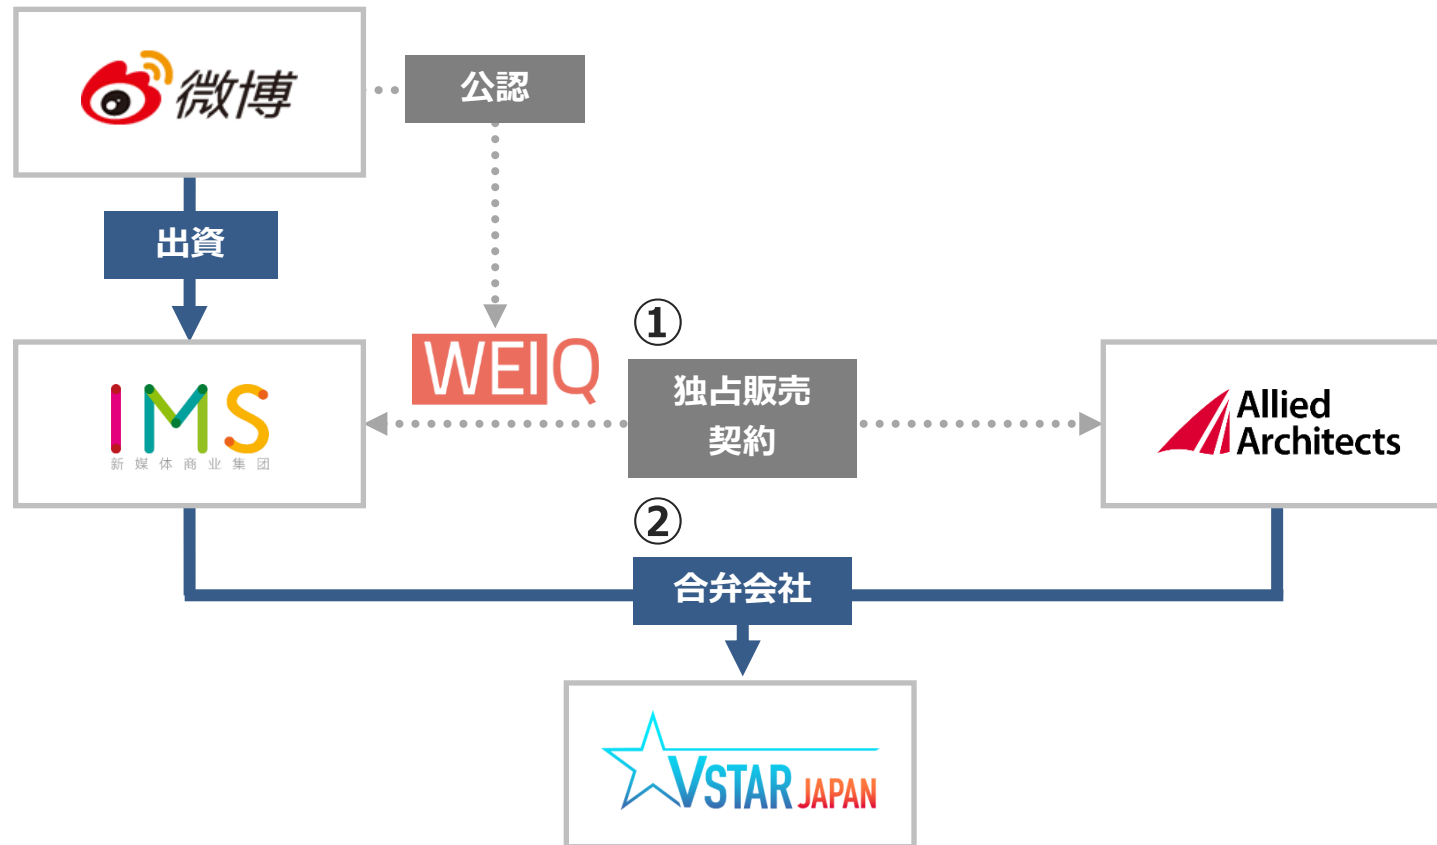 微博
公認
出資
WEIQ
①
独占販売
契約
IMS
新媒体商业集团
Allied
Architects
②
合弁会社
VSTAR JAPAN